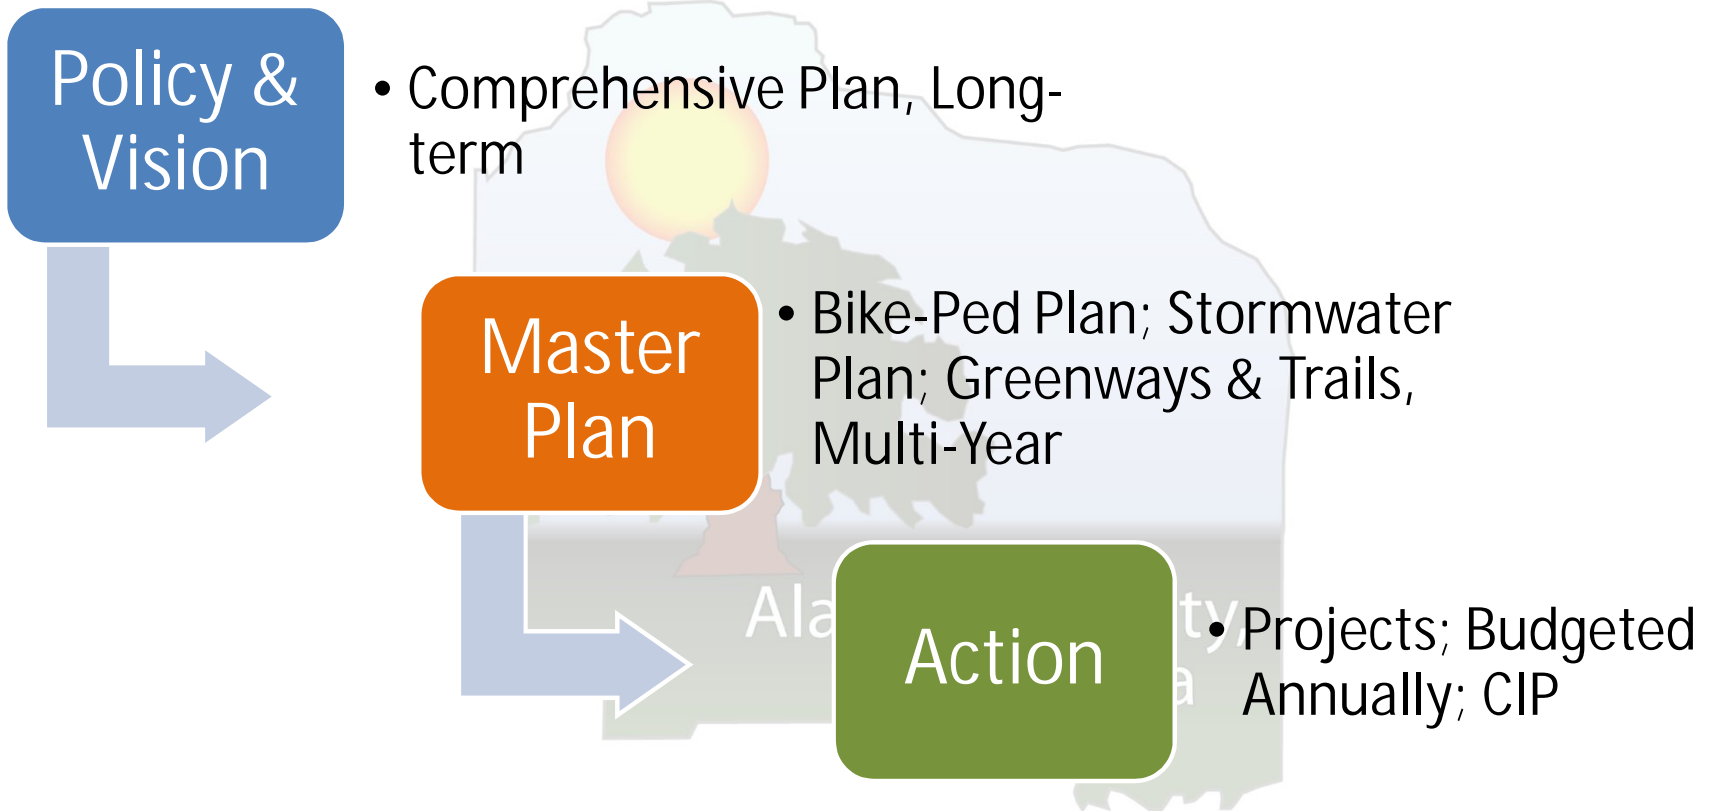 Policy &
Vision
• Comprehensive Plan, Long-
term
Master
Plan
• Bike-Ped Plan; Stormwater
Plan; Greenways & Trails,
Multi-Year
Action
• Projects; Budgeted
Annually; CIP